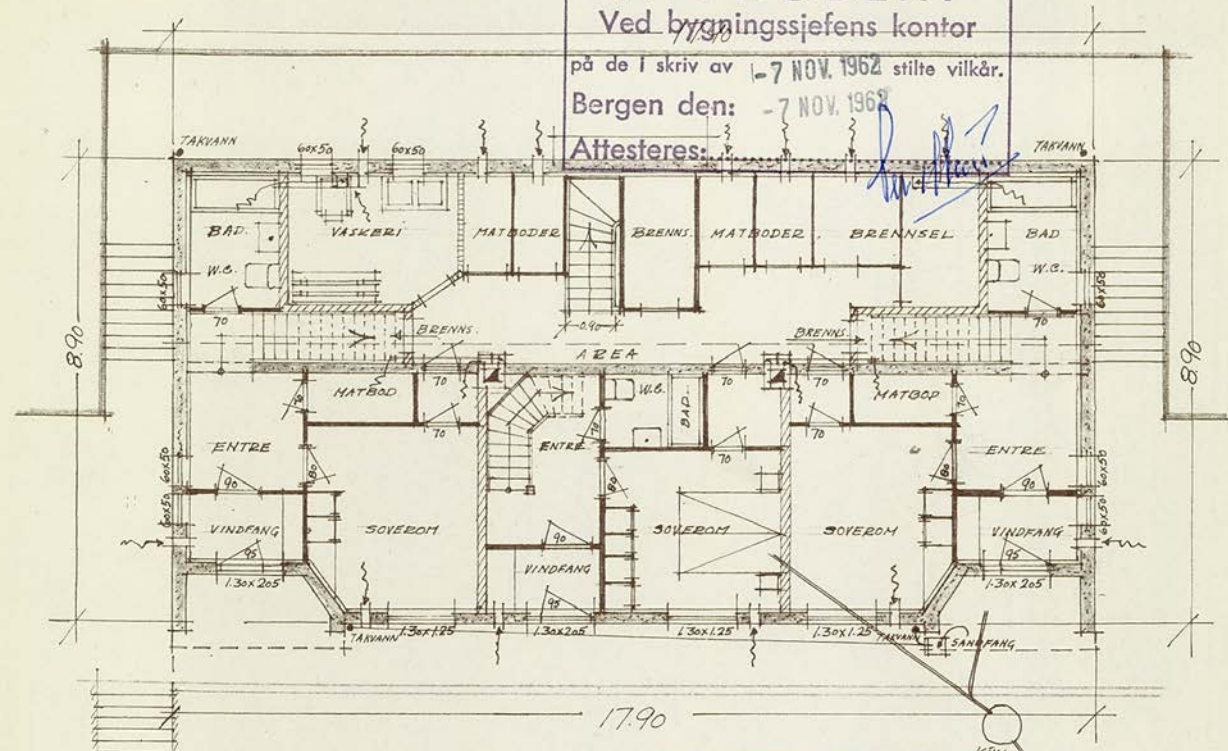 Ved bygningssjefens kontor
17.90
på de i skriv av -7 NOV. 1962 stilte vilkår.
Bergen den: -7 NOV. 1962
Attesteres:
TAKVANN 60x50 60x50 TAKVANN
BAD. VASKERI MATBODER BRENNS. MATBODER. BRENNSEL BAD
W.C. W.C.
60x50 60x50
70 BRENNS. 0.90 BRENNS. 70
AREA
8.90 8.90
MATBOD 70 W.C. BAD. 70 70 MATBOD
70 70 70 70 70 70
ENTRE ENTRE ENTRE
60x50 80 80 80 60x50
90 90
60x50 VINDFANG SOVEROM SOVEROM SOVEROM VINDFANG 60x50
95 90 95
1.30x205 VINDFANG 1.30x205
95
TAKVANN 1.30x1.25 1.30x205 1.30x1.25 1.30x1.25 TAKVANN SANDFANG
17.90